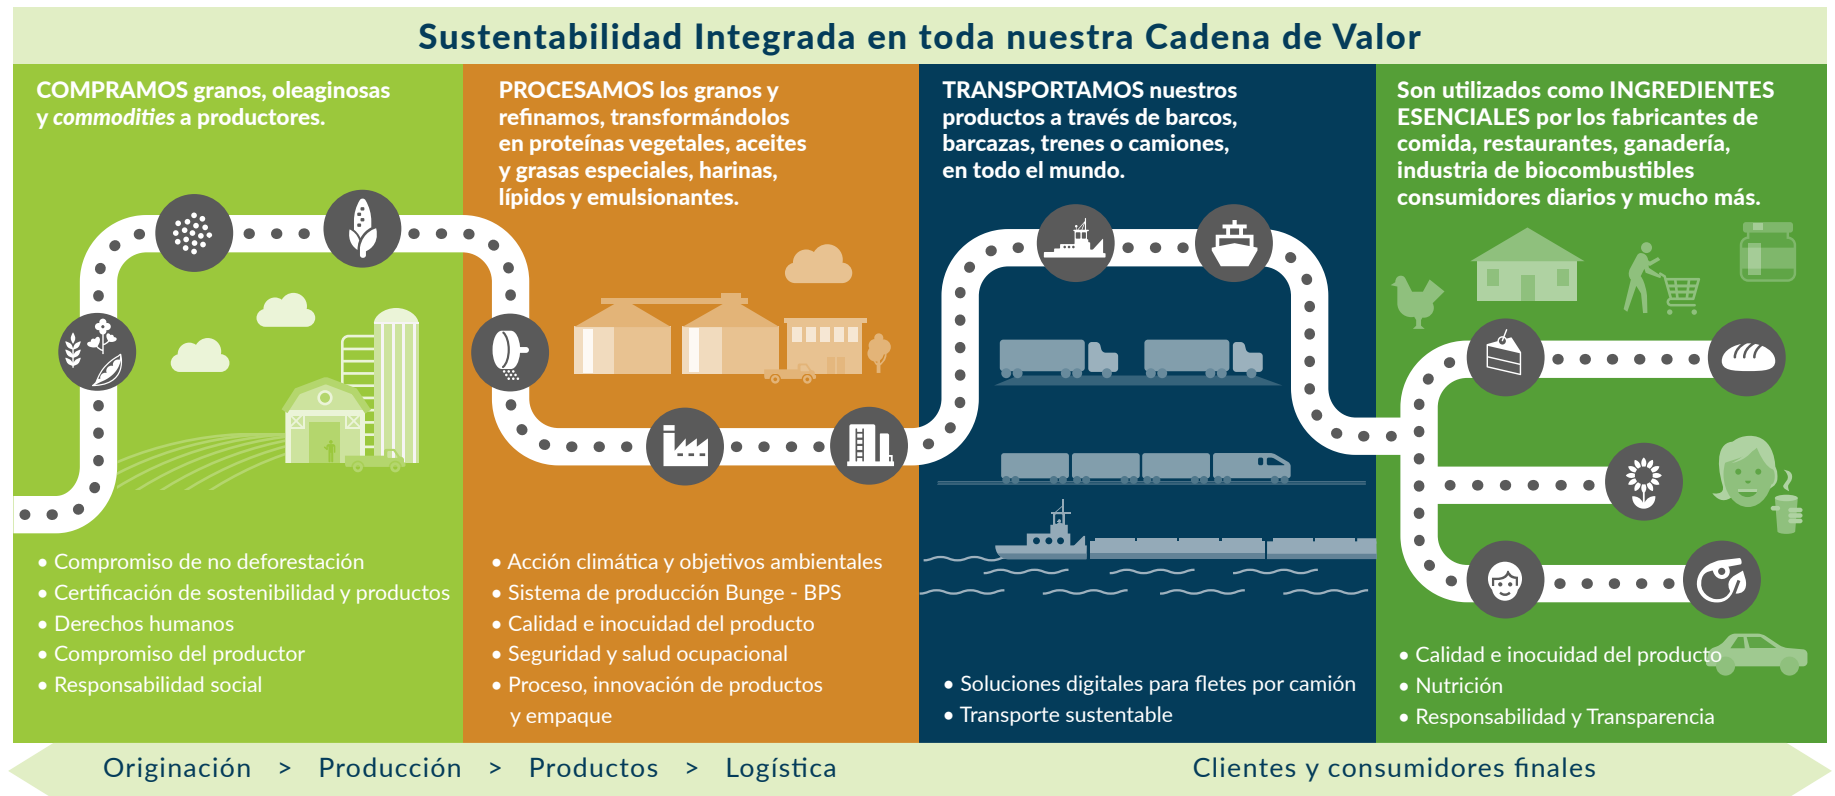 Sustentabilidad Integrada en toda nuestra Cadena de Valor
COMPRAMOS granos, oleaginosas
y commodities a productores.
PROCESAMOS los granos y
refinamos, transformándolos
en proteínas vegetales, aceites
y grasas especiales, harinas,
lípidos y emulsionantes.
TRANSPORTAMOS nuestros
productos a través de barcos,
barcazas, trenes o camiones,
en todo el mundo.
Son utilizados como INGREDIENTES
ESENCIALES por los fabricantes de
comida, restaurantes, ganadería,
industria de biocombustibles
consumidores diarios y mucho más.
• Compromiso de no deforestación
• Certificación de sostenibilidad y productos
• Derechos humanos
• Compromiso del productor
• Responsabilidad social
• Acción climática y objetivos ambientales
• Sistema de producción Bunge - BPS
• Calidad e inocuidad del producto
• Seguridad y salud ocupacional
• Proceso, innovación de productos
y empaque
• Soluciones digitales para fletes por camión
• Transporte sustentable
• Calidad e inocuidad del producto
• Nutrición
• Responsabilidad y Transparencia
Originación > Producción > Productos > Logística
Clientes y consumidores finales